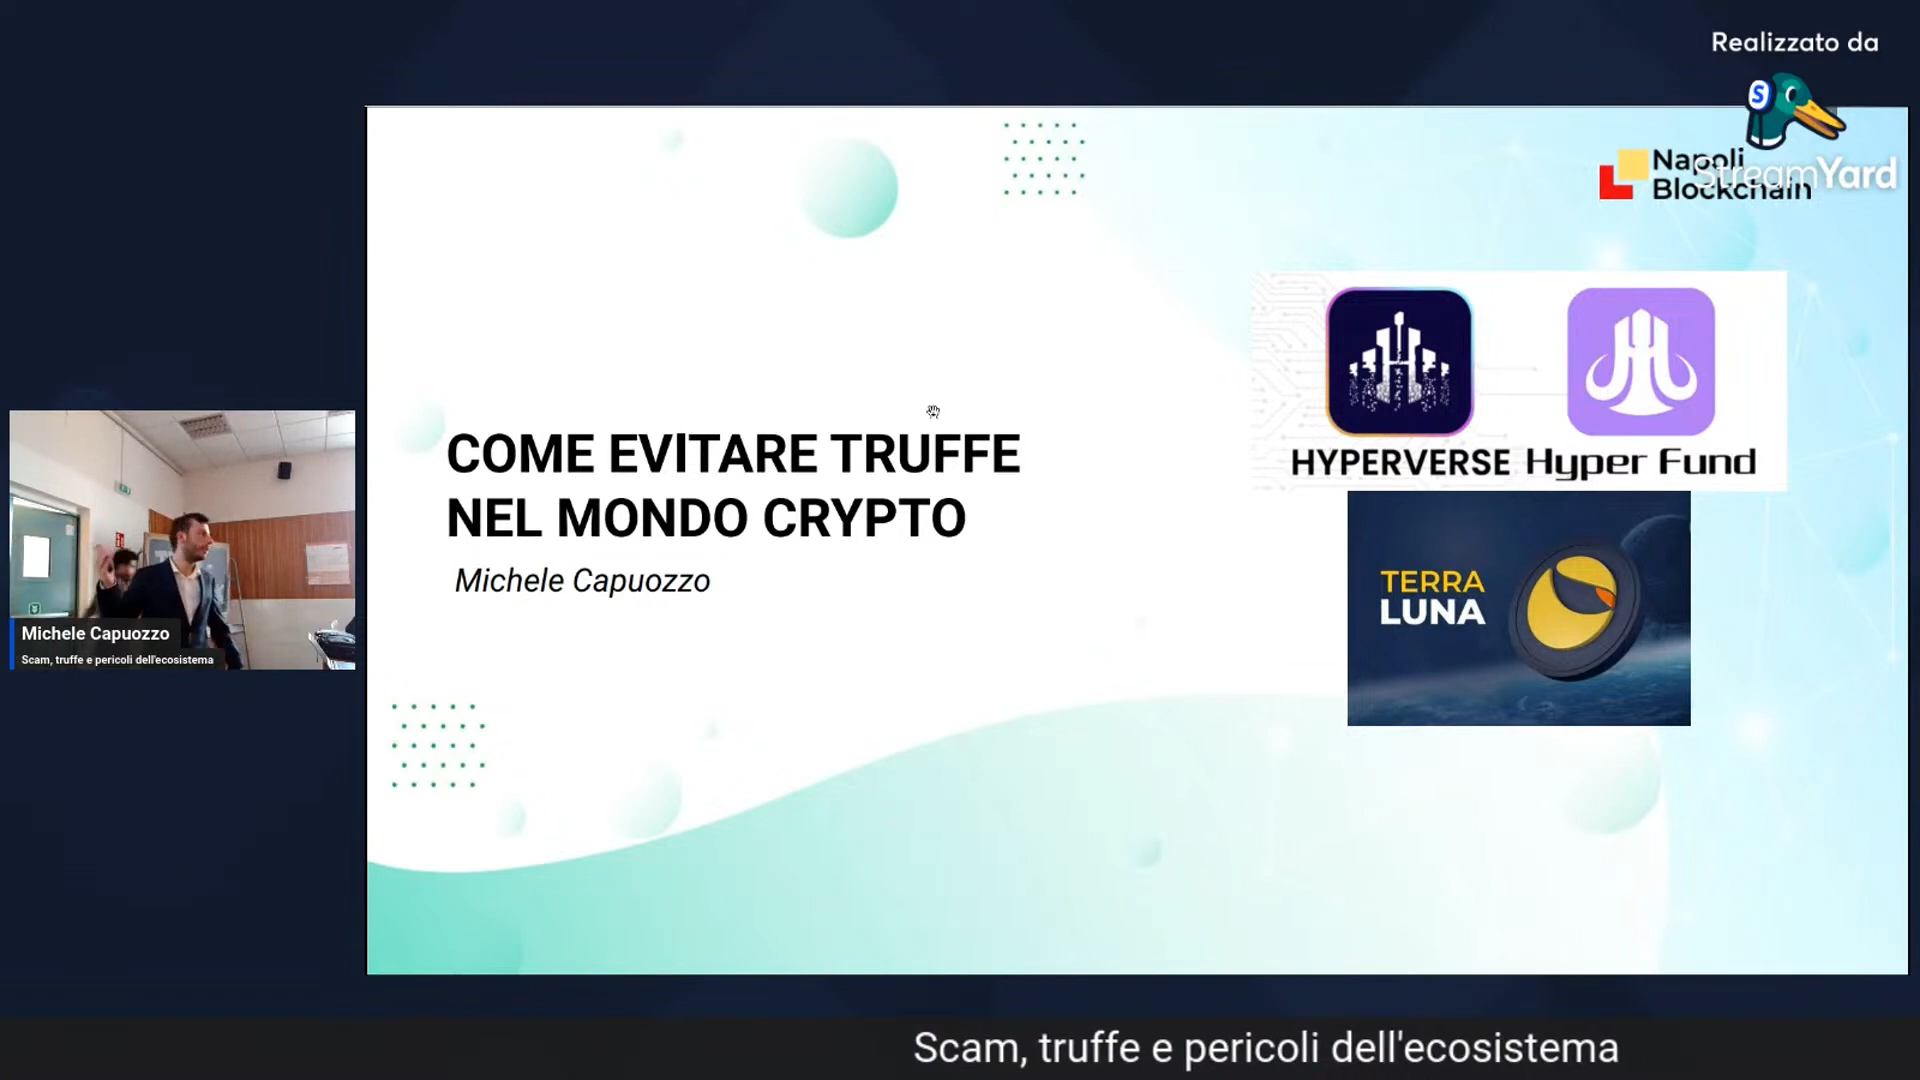 Realizzato da
StreamYard
Napoli
Blockchain
HYPERVERSE Hyper Fund
COME EVITARE TRUFFE
NEL MONDO CRYPTO
Michele Capuozzo
TERRA
LUNA
Michele Capuozzo
Scam, truffe e pericoli dell'ecosistema
Scam, truffe e pericoli dell'ecosistema